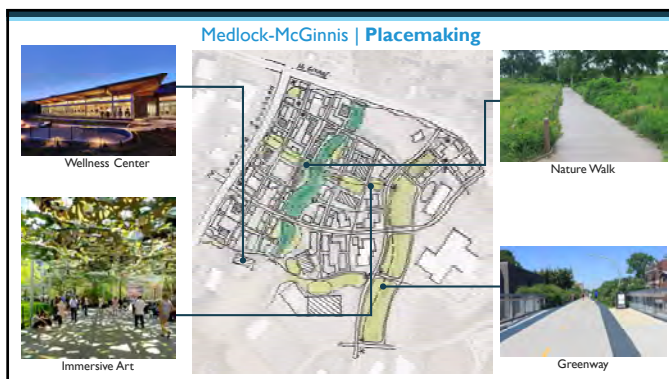 Medlock-McGinnis | Placemaking
Wellness Center
Nature Walk
Immersive Art
Greenway